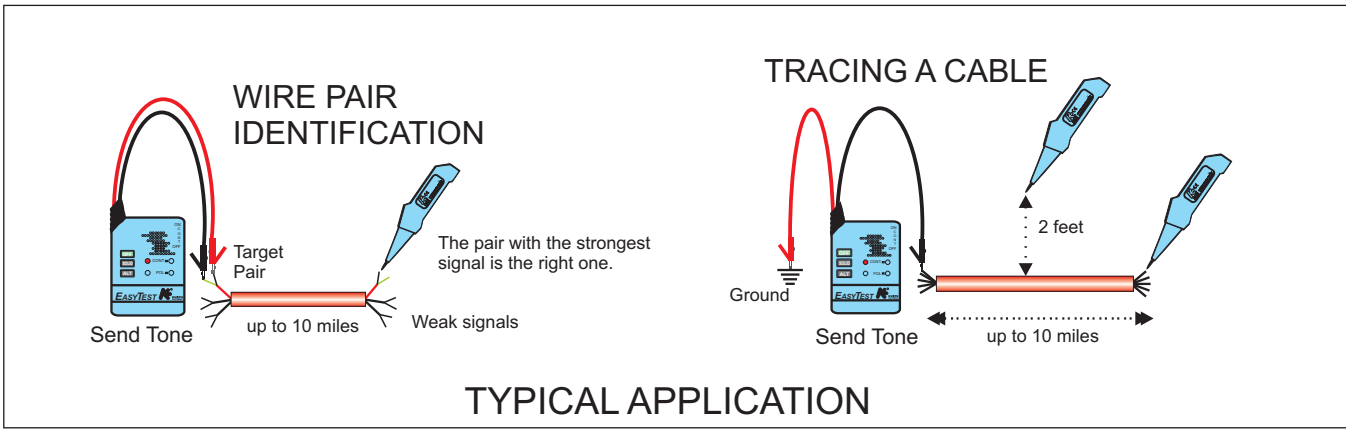 WIRE PAIR
IDENTIFICATION
Target
Pair
The pair with the strongest
signal is the right one.
EASYTEST
Send Tone
up to 10 miles
Weak signals
TRACING A CABLE
2 feet
Ground
EASYTEST
Send Tone
up to 10 miles
TYPICAL APPLICATION